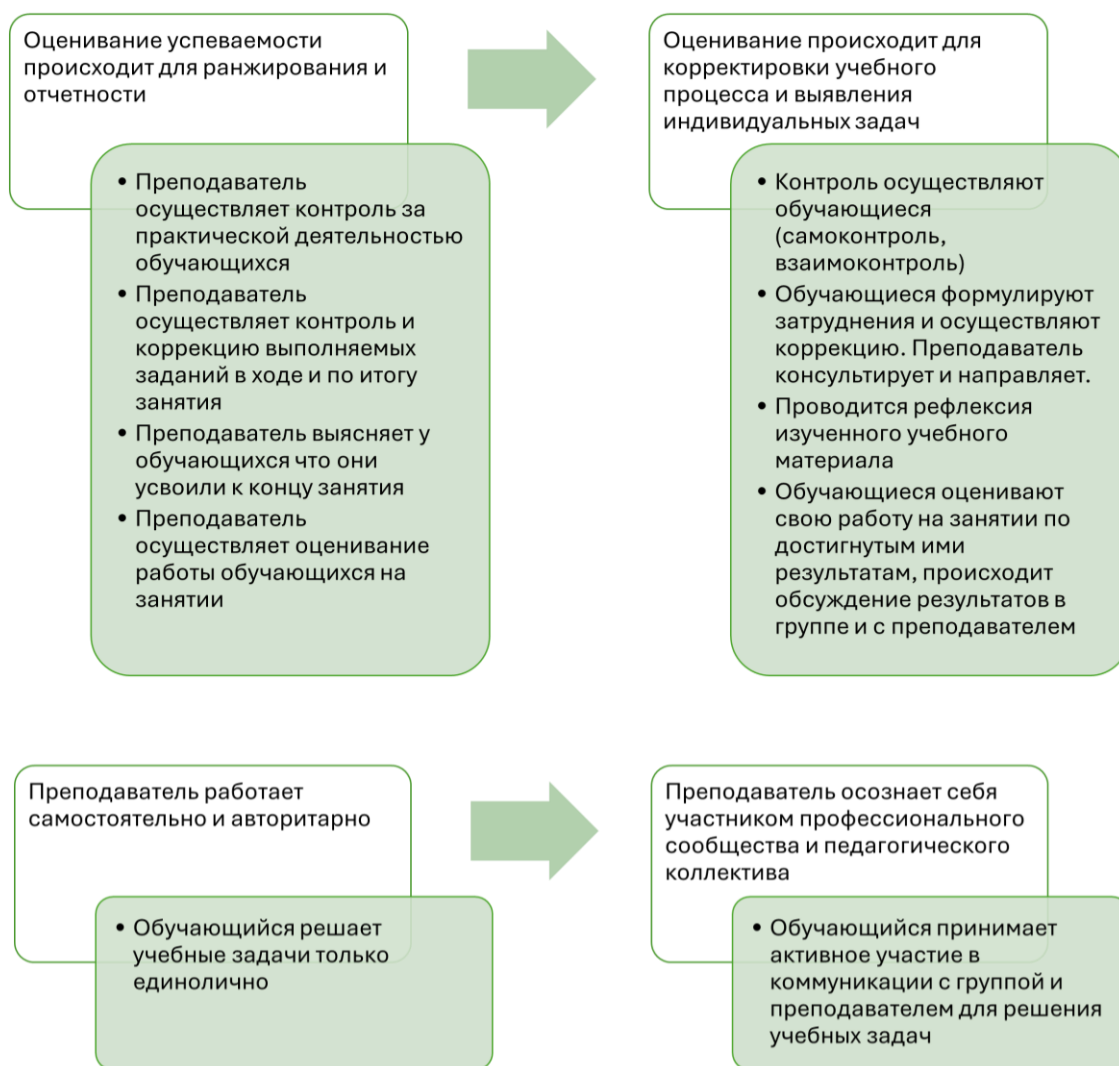 Оценивание успеваемости
происходит для ранжирования и
отчетности
• Преподаватель
осуществляет контроль за
практической деятельностью
обучающихся
• Преподаватель
осуществляет контроль и
коррекцию выполняемых
заданий в ходе и по итогу
занятия
• Преподаватель выясняет у
обучающихся что они
усвоили к концу занятия
• Преподаватель
осуществляет оценивание
работы обучающихся на
занятии
Оценивание происходит для
корректировки учебного
процесса и выявления
индивидуальных задач
• Контроль осуществляют
обучающиеся
(самоконтроль,
взаимоконтроль)
• Обучающиеся формулируют
затруднения и осуществляют
коррекцию. Преподаватель
консультирует и направляет.
• Проводится рефлексия
изученного учебного
материала
• Обучающиеся оценивают
свою работу на занятии по
достигнутым ими
результатам, происходит
обсуждение результатов в
группе и с преподавателем
Преподаватель работает
самостоятельно и авторитарно
• Обучающийся решает
учебные задачи только
единолично
Преподаватель осознает себя
участником профессионального
сообщества и педагогического
коллектива
• Обучающийся принимает
активное участие в
коммуникации с группой и
преподавателем для решения
учебных задач